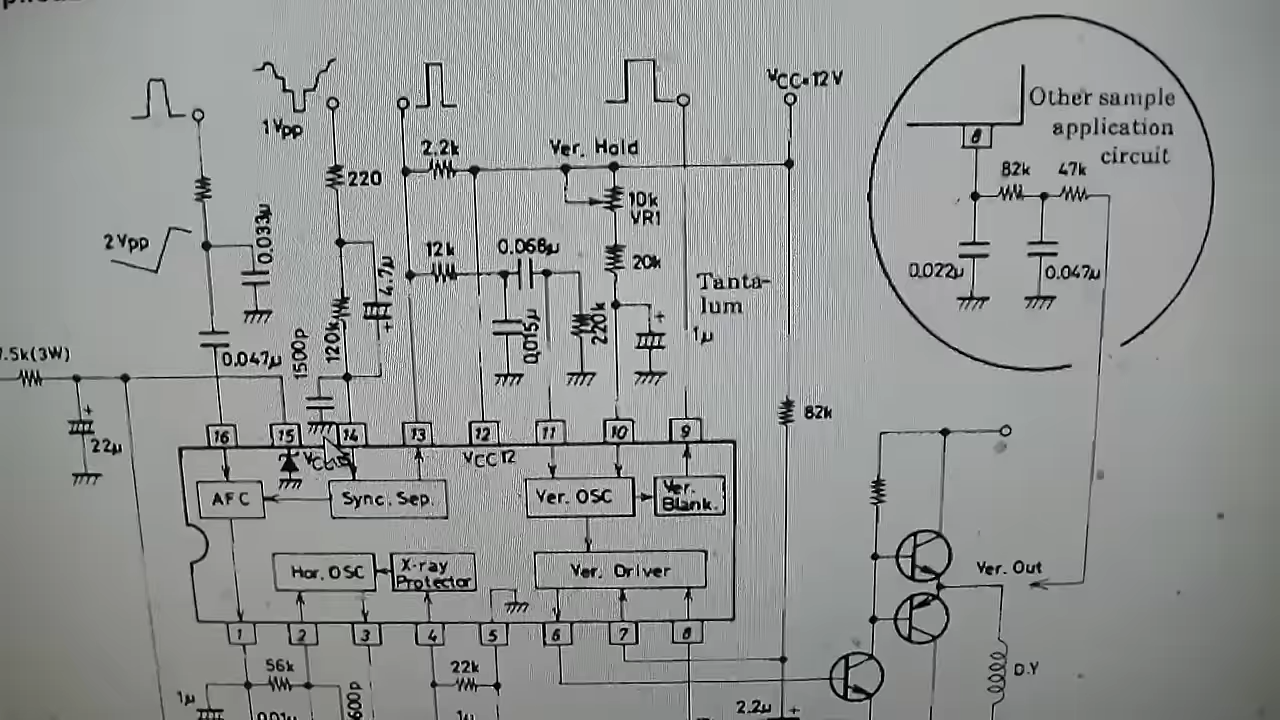 VCC=12V
1Vpp
2.2k
Ver. Hold
Other sample
application
circuit
8
82k
47k
0.022µ
0.047µ
220
10k
VR1
2Vpp
0.033µ
4.7µ
12k
0.068µ
20k
Tanta-
lum
1µ
0.015µ
220k
120k
1500p
0.047µ
.5k(3W)
22µ
82k
16
15
14
13
12
11
10
9
VCC 12
AFC
Sync. Sep.
Ver. OSC
Ver.
Blank.
Hor. OSC
X-ray
Protector
Ver. Driver
Ver. Out
1
2
3
4
5
6
7
8
56k
22k
D.Y
1µ
0.01µ
600p
1µ
2.2µ